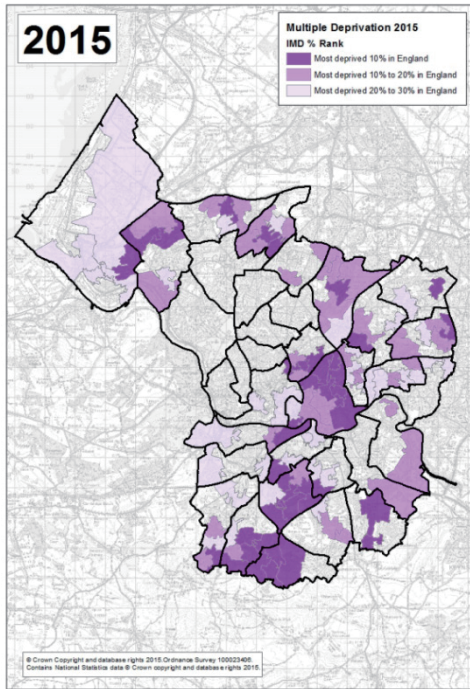 2015
Multiple Deprivation 2015
IMD % Rank
Most deprived 10% in England
Most deprived 10% to 20% in England
Most deprived 20% to 30% in England
© Crown Copyright and database rights 2015.Ordnance Survey 100023406.
Contains National Statistics data © Crown copyright and database rights 2015.